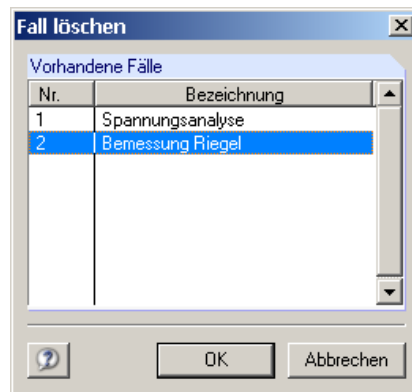 Fall löschen
Vorhandene Fälle
Nr. Bezeichnung
1 Spannungsanalyse
2 Bemessung Riegel
OK Abbrechen